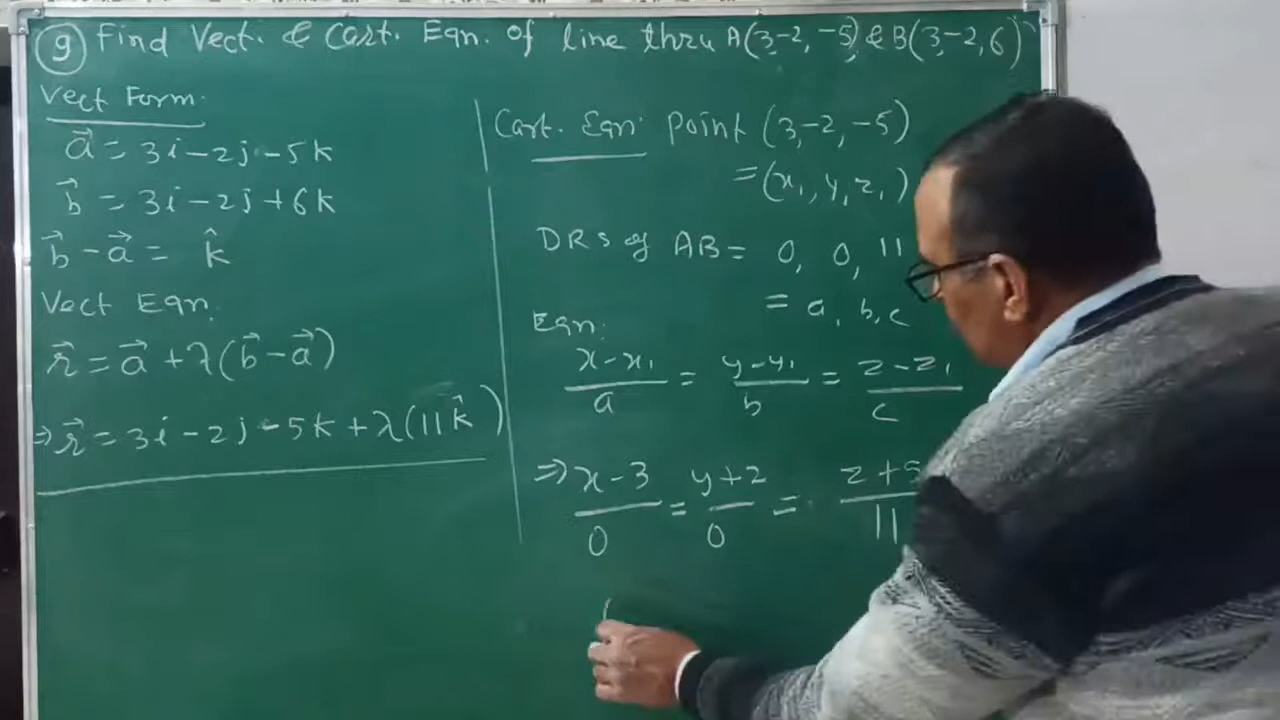 9 Find Vect. & Cart. Eqn. of line thru A(3,-2,-5) & B(3,-2,6)
Vect Form
a⃗ = 3i-2j-5k
b⃗ = 3i-2j+6k
b⃗-a⃗ = k̂
Vect Eqn.
r⃗ = a⃗ + λ(b⃗-a⃗)
⇒ r⃗ = 3i-2j-5k+λ(11k̂)
Cart. Eqn. point (3,-2,-5)
=(x₁, y, z₁)
DRs of AB = 0, 0, 11
= a, b, c
Eqn.
x-x₁/a = y-y₁/b = z-z₁/c
⇒ x-3/0 = y+2/0 = z+5/11